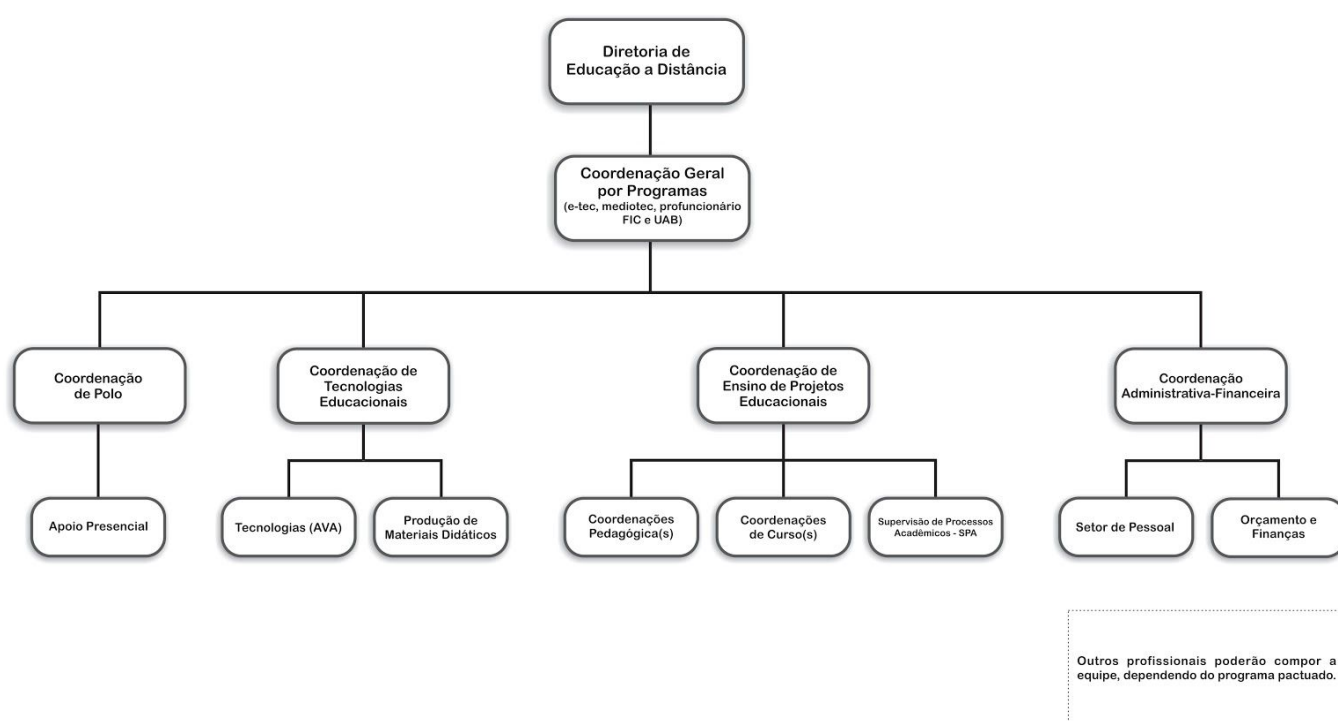 Diretoria de
Educação a Distância
Coordenação Geral
por Programas
(e-tec, mediotec, profuncionário
FIC e UAB)
Coordenação
de Polo
Coordenação de
Tecnologias
Educacionais
Coordenação de
Ensino de Projetos
Educacionais
Coordenação
Administrativa-Financeira
Apoio Presencial
Tecnologias (AVA)
Produção de
Materiais Didáticos
Coordenações
Pedagógica(s)
Coordenações
de Curso(s)
Supervisão de Processos
Acadêmicos - SPA
Setor de Pessoal
Orçamento e
Finanças
Outros profissionais poderão compor a
equipe, dependendo do programa pactuado.